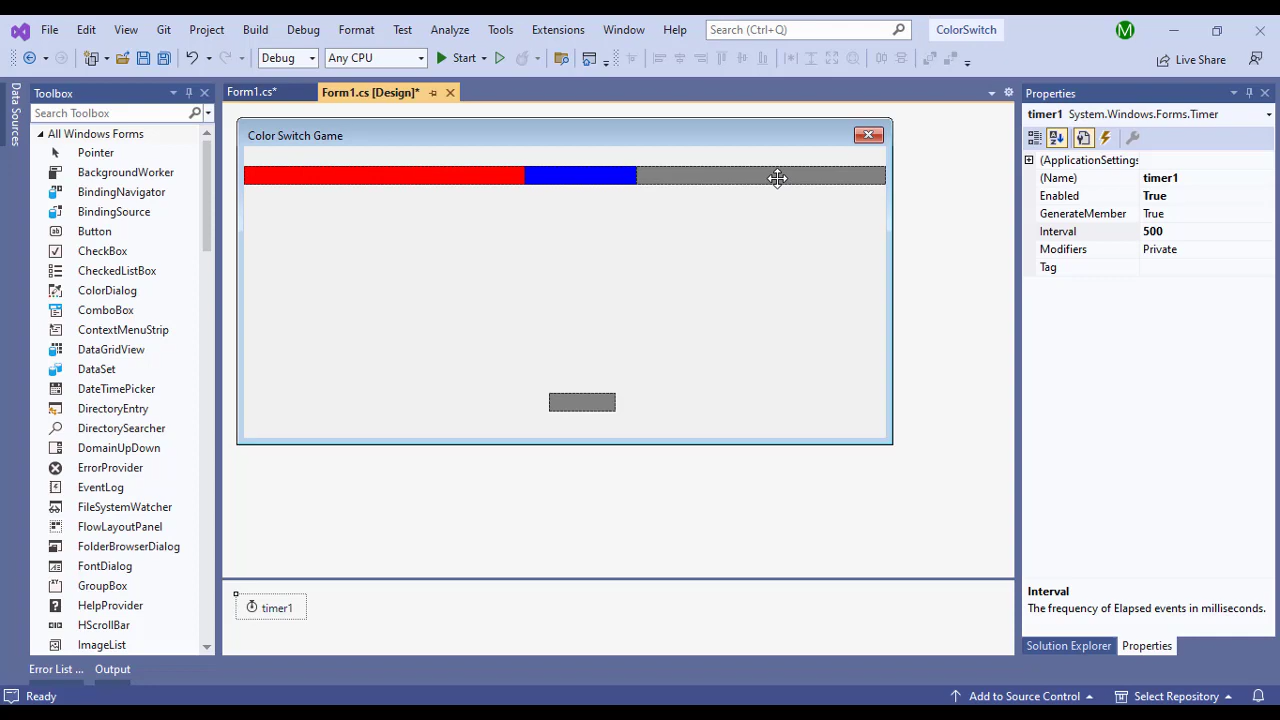 File Edit View Git Project Build Debug Format Test Analyze Tools Extensions Window Help Search (Ctrl+Q) ColorSwitch M
Debug Any CPU Start Live Share
Data Sources
Toolbox
Search Toolbox
All Windows Forms
Pointer
BackgroundWorker
BindingNavigator
BindingSource
Button
CheckBox
CheckedListBox
ColorDialog
ComboBox
ContextMenuStrip
DataGridView
DataSet
DateTimePicker
DirectoryEntry
DirectorySearcher
DomainUpDown
ErrorProvider
EventLog
FileSystemWatcher
FlowLayoutPanel
FolderBrowserDialog
FontDialog
GroupBox
HelpProvider
HScrollBar
ImageList
Form1.cs* Form1.cs [Design]*
Color Switch Game
timer1
Properties
timer1 System.Windows.Forms.Timer
(ApplicationSettings
(Name) timer1
Enabled True
GenerateMember True
Interval 500
Modifiers Private
Tag
Interval
The frequency of Elapsed events in milliseconds.
Solution Explorer Properties
Error List ... Output
Ready Add to Source Control Select Repository